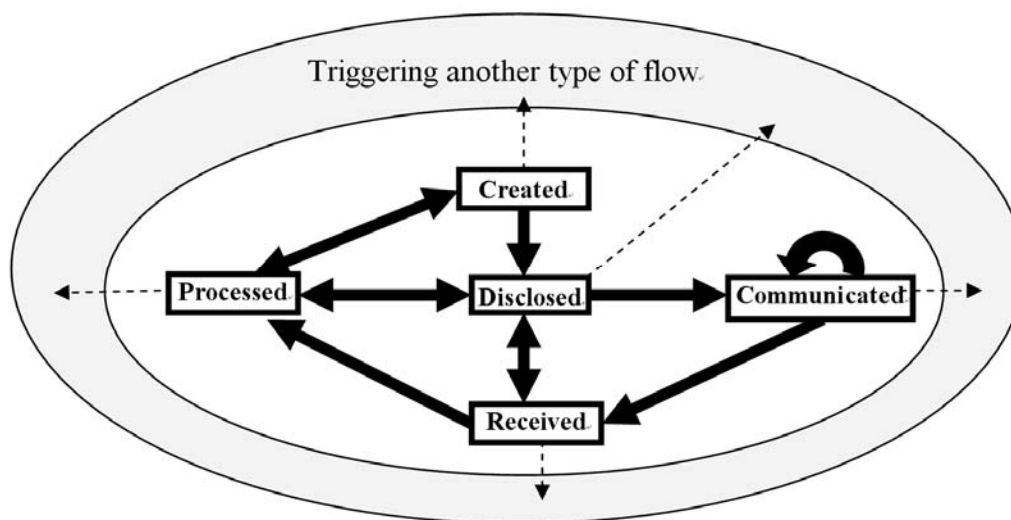 Triggering another type of flow
Created
Processed
Disclosed
Communicated
Received